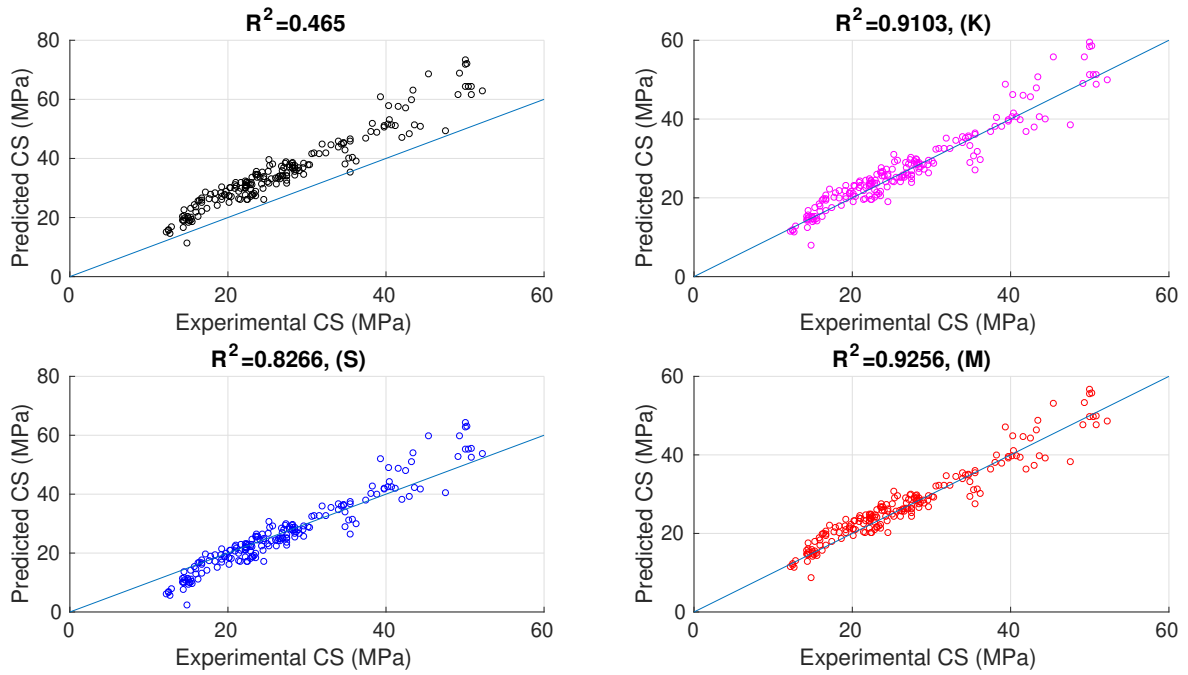 R²=0.465
80
60
40
20
0
Predicted CS (MPa)
0 20 40 60
Experimental CS (MPa)
R²=0.9103, (K)
60
40
20
0
Predicted CS (MPa)
0 20 40 60
Experimental CS (MPa)
R²=0.8266, (S)
80
60
40
20
0
Predicted CS (MPa)
0 20 40 60
Experimental CS (MPa)
R²=0.9256, (M)
60
40
20
0
Predicted CS (MPa)
0 20 40 60
Experimental CS (MPa)